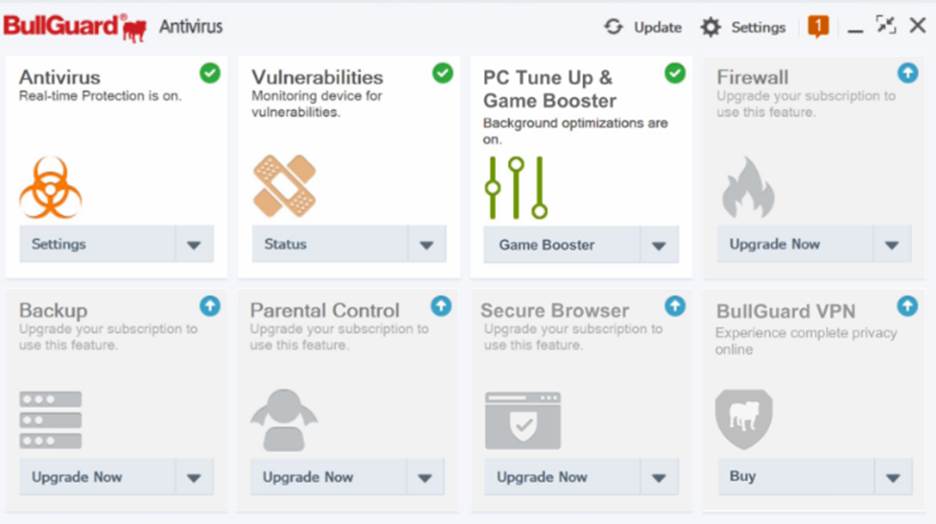 BullGuard Antivirus Update Settings 1
Antivirus
Real-time Protection is on.
Settings
Vulnerabilities
Monitoring device for
vulnerabilities.
Status
PC Tune Up &
Game Booster
Background optimizations are
on.
Game Booster
Firewall
Upgrade your subscription to
use this feature.
Upgrade Now
Backup
Upgrade your subscription to
use this feature.
Upgrade Now
Parental Control
Upgrade your subscription to
use this feature.
Upgrade Now
Secure Browser
Upgrade your subscription to
use this feature.
Upgrade Now
BullGuard VPN
Experience complete privacy
online
Buy